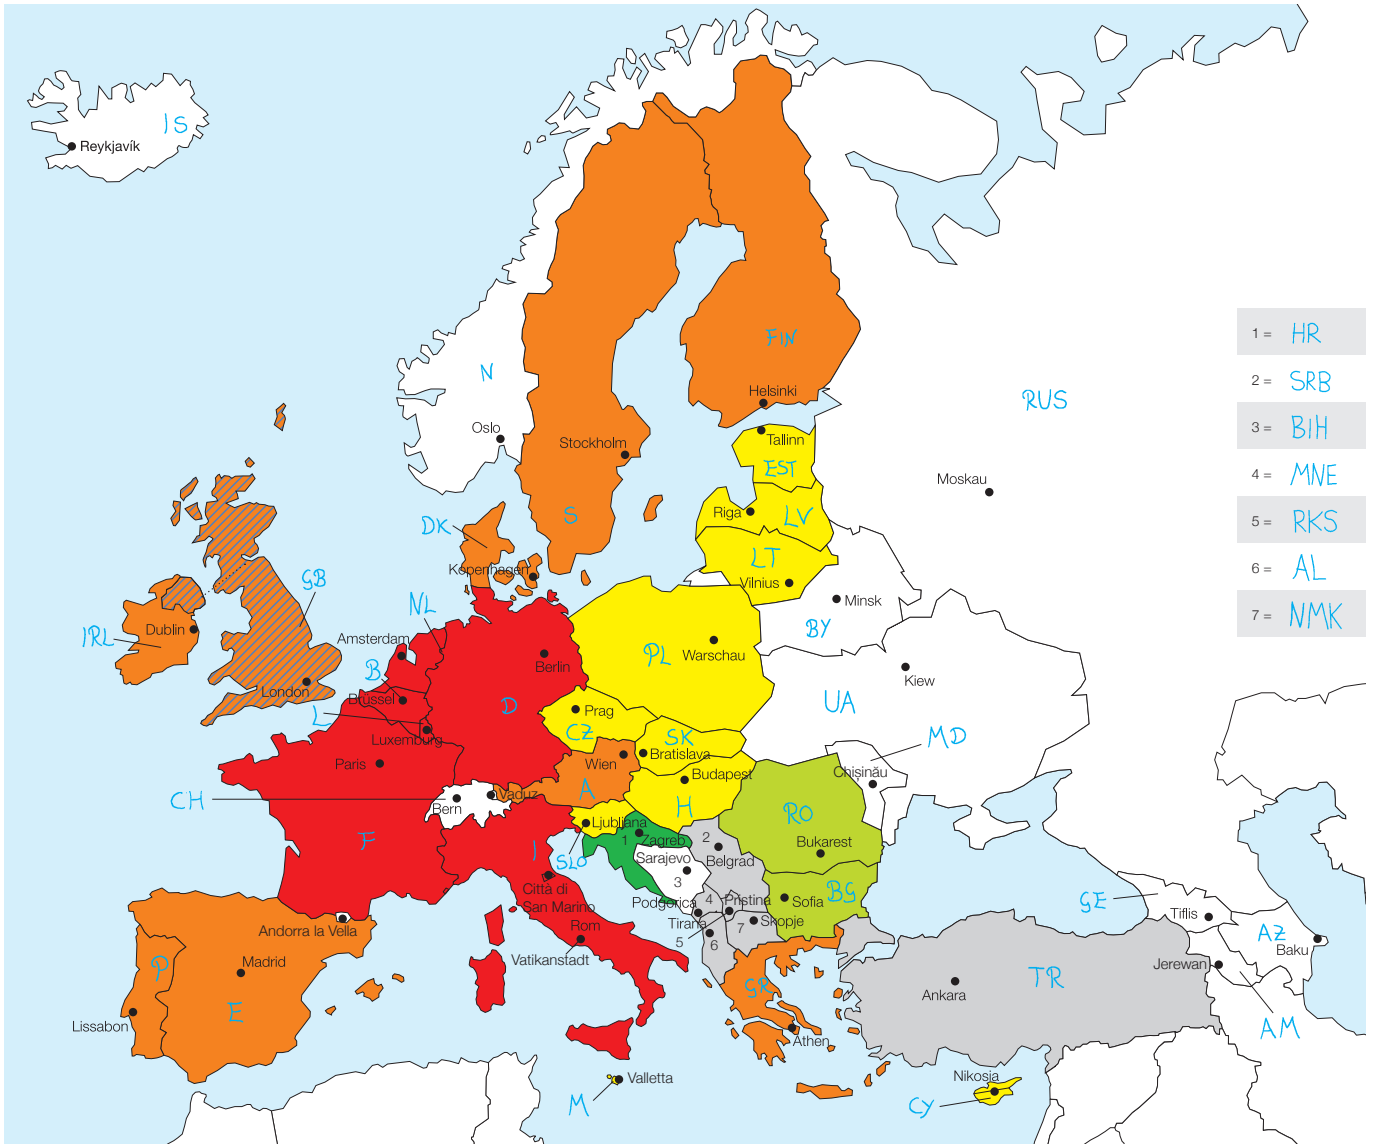 IS
Reykjavík
FIN
1 = HR
N
Helsinki
2 = SRB
RUS
Oslo
3 = BIH
Stockholm
Tallinn
EST
4 = MNE
Moskau
Riga
LV
S
DK
5 = RKS
LT
Kopenhagen
Vilnius
6 = AL
GB
NL
Minsk
7 = NMK
IRL
Dublin
Amsterdam
BY
B
Berlin
PL
Warschau
London
Brüssel
Kiew
L
D
Prag
UA
CZ
SK
MD
Luxemburg
Paris
Wien
Bratislava
Budapest
Chișinău
CH
Bern
Vaduz
A
H
RO
Ljubljana
F
I
SLO
1
Zagreb
2
Belgrad
Bukarest
Sarajevo
3
Città di
San Marino
Podgorica
4
Pristina
Sofia
BG
GE
Tiflis
Andorra la Vella
Rom
Tirana
5
6
7
Skopje
AZ
Baku
Vatikanstadt
P
Madrid
Jerewan
GR
Ankara
TR
Lissabon
E
Athen
AM
Valletta
M
Nikosia
CY